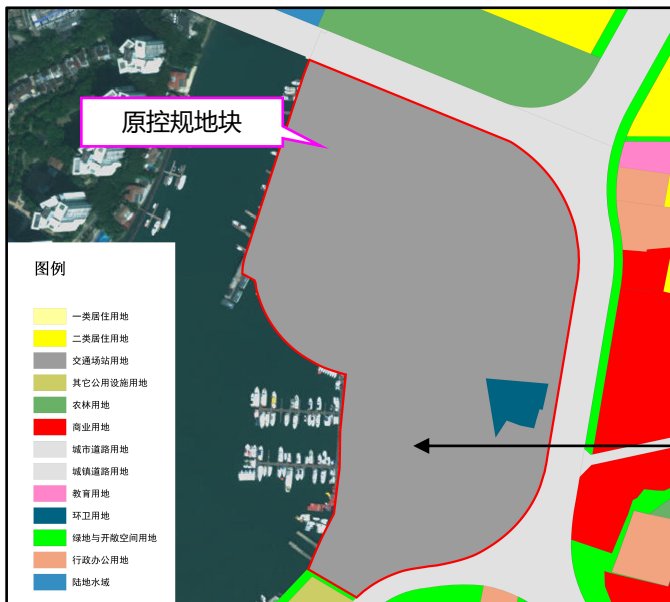 原控规地块
图例
一类居住用地
二类居住用地
交通场站用地
其它公用设施用地
农林用地
商业用地
城市道路用地
城镇道路用地
教育用地
环卫用地
绿地与开敞空间用地
行政办公用地
陆地水域